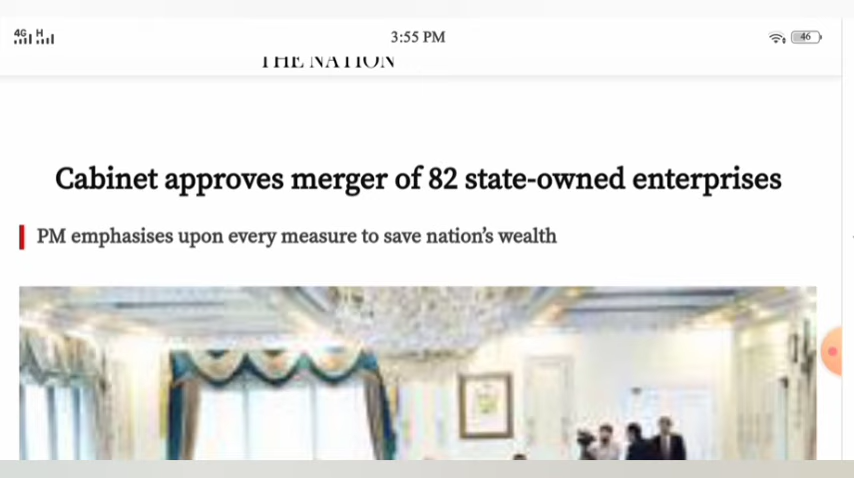 4G H 3:55 PM 46
THE NATION
Cabinet approves merger of 82 state-owned enterprises
PM emphasises upon every measure to save nation's wealth